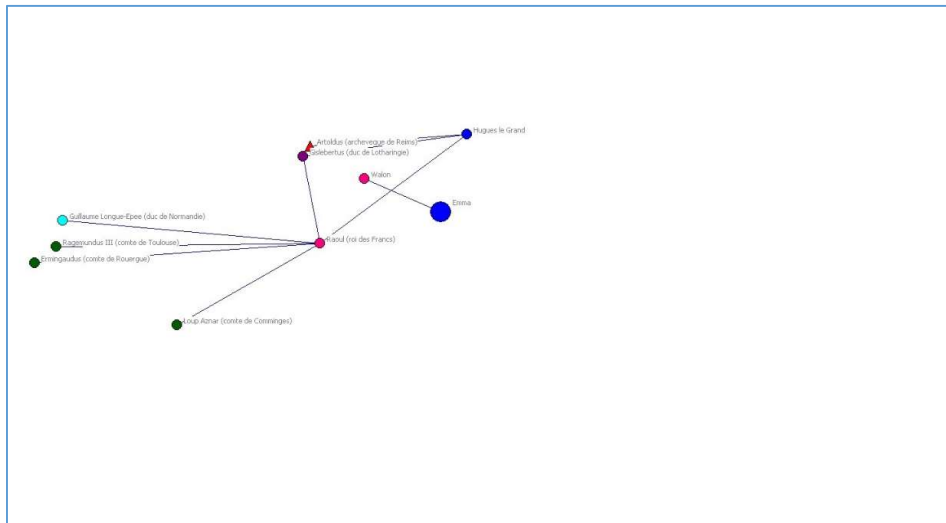 Hugues le Grand
Artoldus (archeveque de Reims)
Gislebertus (duc de Lotharingie)
Walon
Emma
Guillaume Longue-Epee (duc de Normandie)
Raoul (roi des Francs)
Ragemundus III (comte de Toulouse)
Ermingaudus (comte de Rouergue)
Loup Aznar (comte de Comminges)